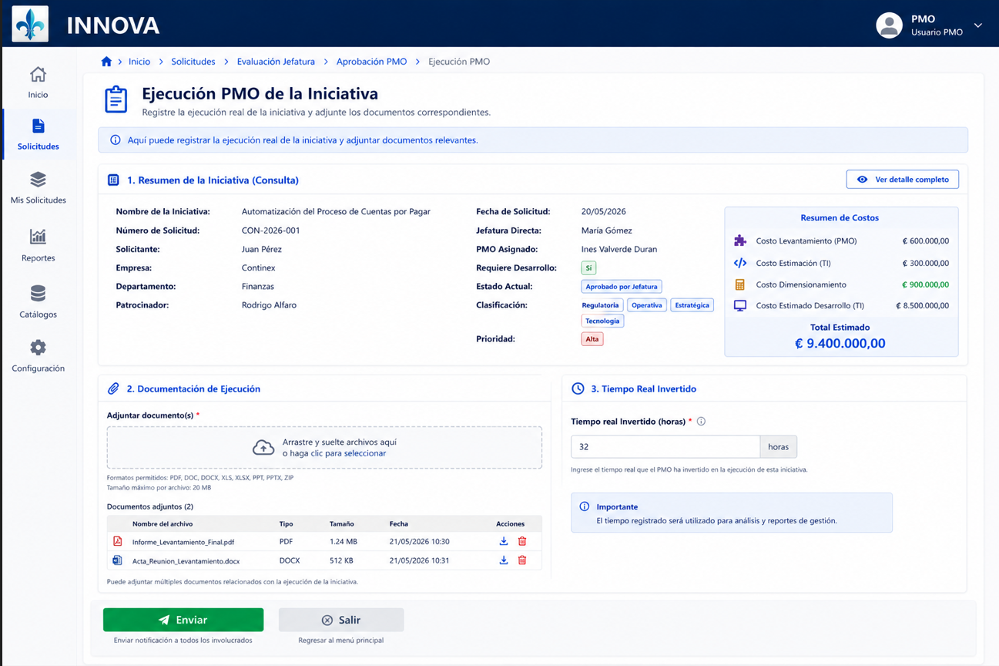 INNOVA
PMO
Usuario PMO
Inicio > Solicitudes > Evaluación Jefatura > Aprobación PMO > Ejecución PMO
Inicio
Solicitudes
Mis Solicitudes
Reportes
Catálogos
Configuración
Ejecución PMO de la Iniciativa
Registre la ejecución real de la iniciativa y adjunte los documentos correspondientes.
Aquí puede registrar la ejecución real de la iniciativa y adjuntar documentos relevantes.
1. Resumen de la Iniciativa (Consulta)
Ver detalle completo
Nombre de la Iniciativa: Automatización del Proceso de Cuentas por Pagar
Número de Solicitud: CON-2026-001
Solicitante: Juan Pérez
Empresa: Continex
Departamento: Finanzas
Patrocinador: Rodrigo Alfaro
Fecha de Solicitud: 20/05/2026
Jefatura Directa: María Gómez
PMO Asignado: Ines Valverde Duran
Requiere Desarrollo: Sí
Estado Actual: Aprobado por Jefatura
Clasificación: Regulatoria Operativa Estratégica
Tecnología
Prioridad: Alta
Resumen de Costos
Costo Levantamiento (PMO) ₡ 600.000,00
Costo Estimación (TI) ₡ 300.000,00
Costo Dimensionamiento ₡ 900.000,00
Costo Estimado Desarrollo (TI) ₡ 8.500.000,00
Total Estimado
₡ 9.400.000,00
2. Documentación de Ejecución
Adjuntar documento(s) *
Arrastre y suelte archivos aquí
o haga clic para seleccionar
Formatos permitidos: PDF, DOC, DOCX, XLS, XLSX, PPT, PPTX, ZIP
Tamaño máximo por archivo: 20 MB
Documentos adjuntos (2)
Nombre del archivo Tipo Tamaño Fecha Acciones
Informe_Levantamiento_Final.pdf PDF 1.24 MB 21/05/2026 10:30
Acta_Reunion_Levantamiento.docx DOCX 512 KB 21/05/2026 10:31
Puede adjuntar múltiples documentos relacionados con la ejecución de la iniciativa.
3. Tiempo Real Invertido
Tiempo real Invertido (horas) *
32 horas
Ingrese el tiempo real que el PMO ha invertido en la ejecución de esta iniciativa.
Importante
El tiempo registrado será utilizado para análisis y reportes de gestión.
Enviar
Enviar notificación a todos los involucrados
Salir
Regresar al menú principal